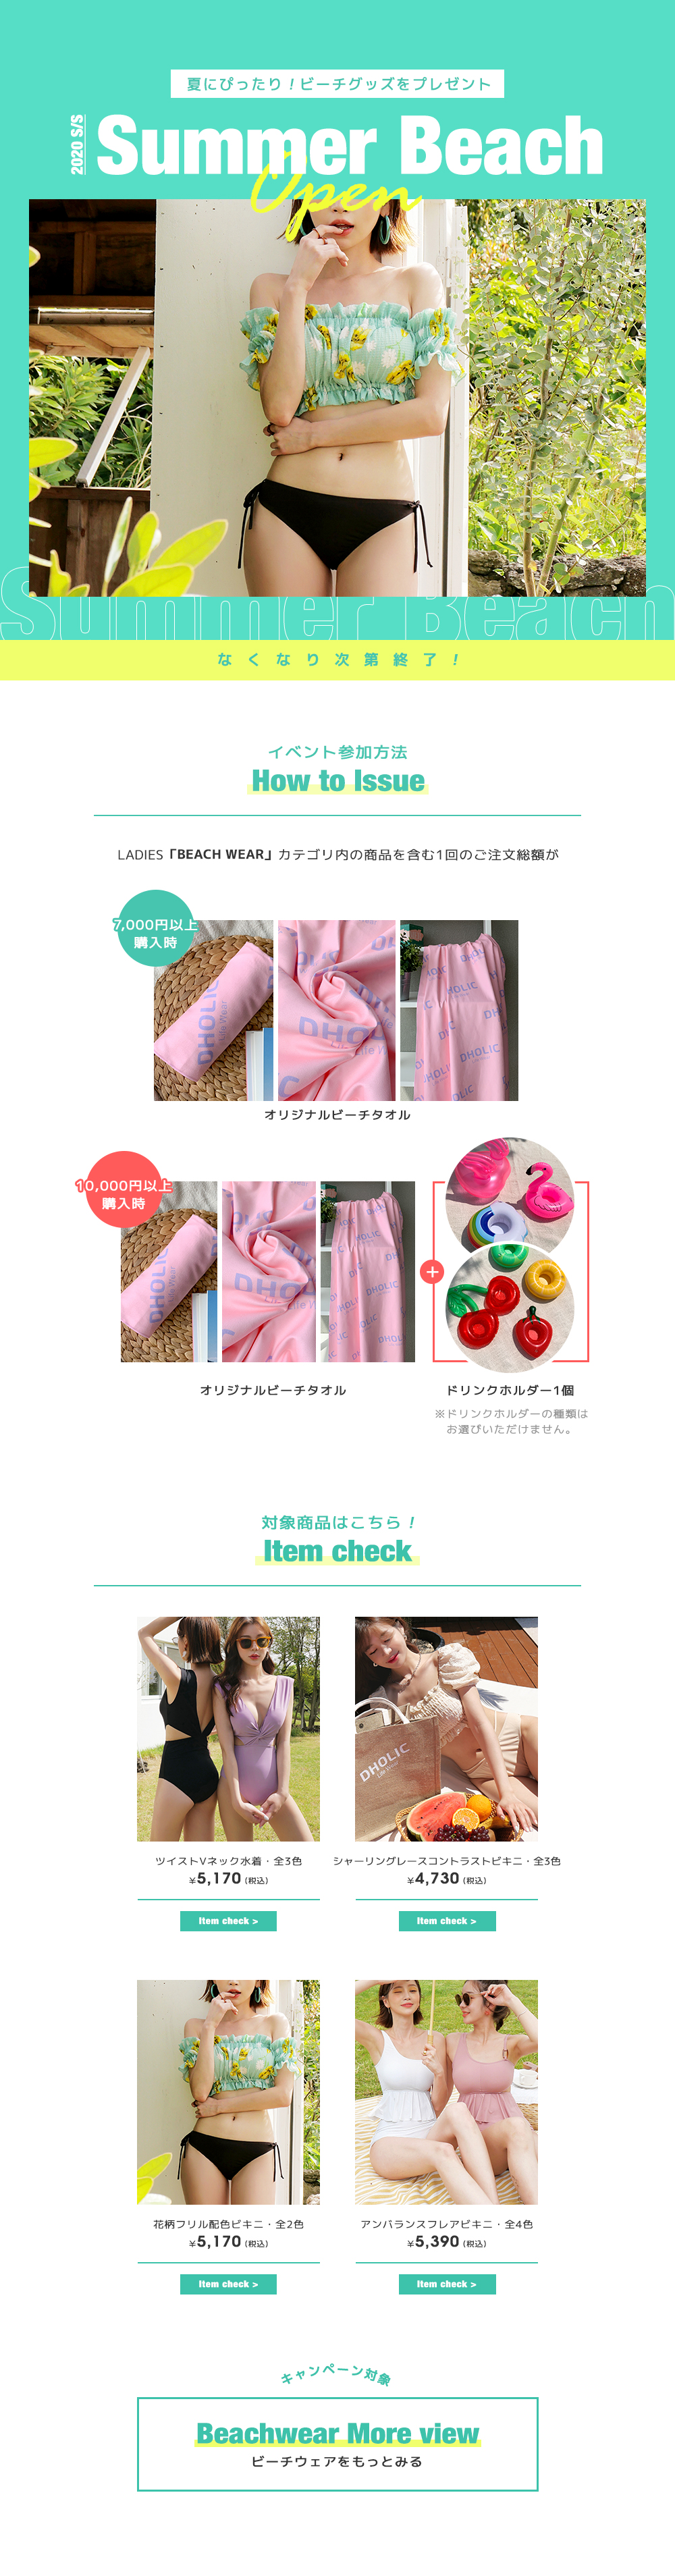 夏にぴったり！ビーチグッズをプレゼント
2020 S/S
Summer Beach
Open
Summer Beach
なくなり次第終了！
イベント参加方法
How to Issue
LADIES「BEACH WEAR」カテゴリ内の商品を含む1回のご注文総額が
7,000円以上
購入時
DHOLIC
Life Wear
DHOLIC
DHOLIC
DHOLIC
オリジナルビーチタオル
10,000円以上
購入時
DHOLIC
DHOLIC
DHOLIC
+
オリジナルビーチタオル
ドリンクホルダー1個
※ドリンクホルダーの種類は
お選びいただけません。
対象商品はこちら！
Item check
DHOLIC
Life Wear
ツイストVネック水着・全3色
¥5,170 (税込)
Item check >
シャーリングレースコントラストビキニ・全3色
¥4,730 (税込)
Item check >
花柄フリル配色ビキニ・全2色
¥5,170 (税込)
Item check >
アンバランスフレアビキニ・全4色
¥5,390 (税込)
Item check >
キャンペーン対象
Beachwear More view
ビーチウェアをもっとみる